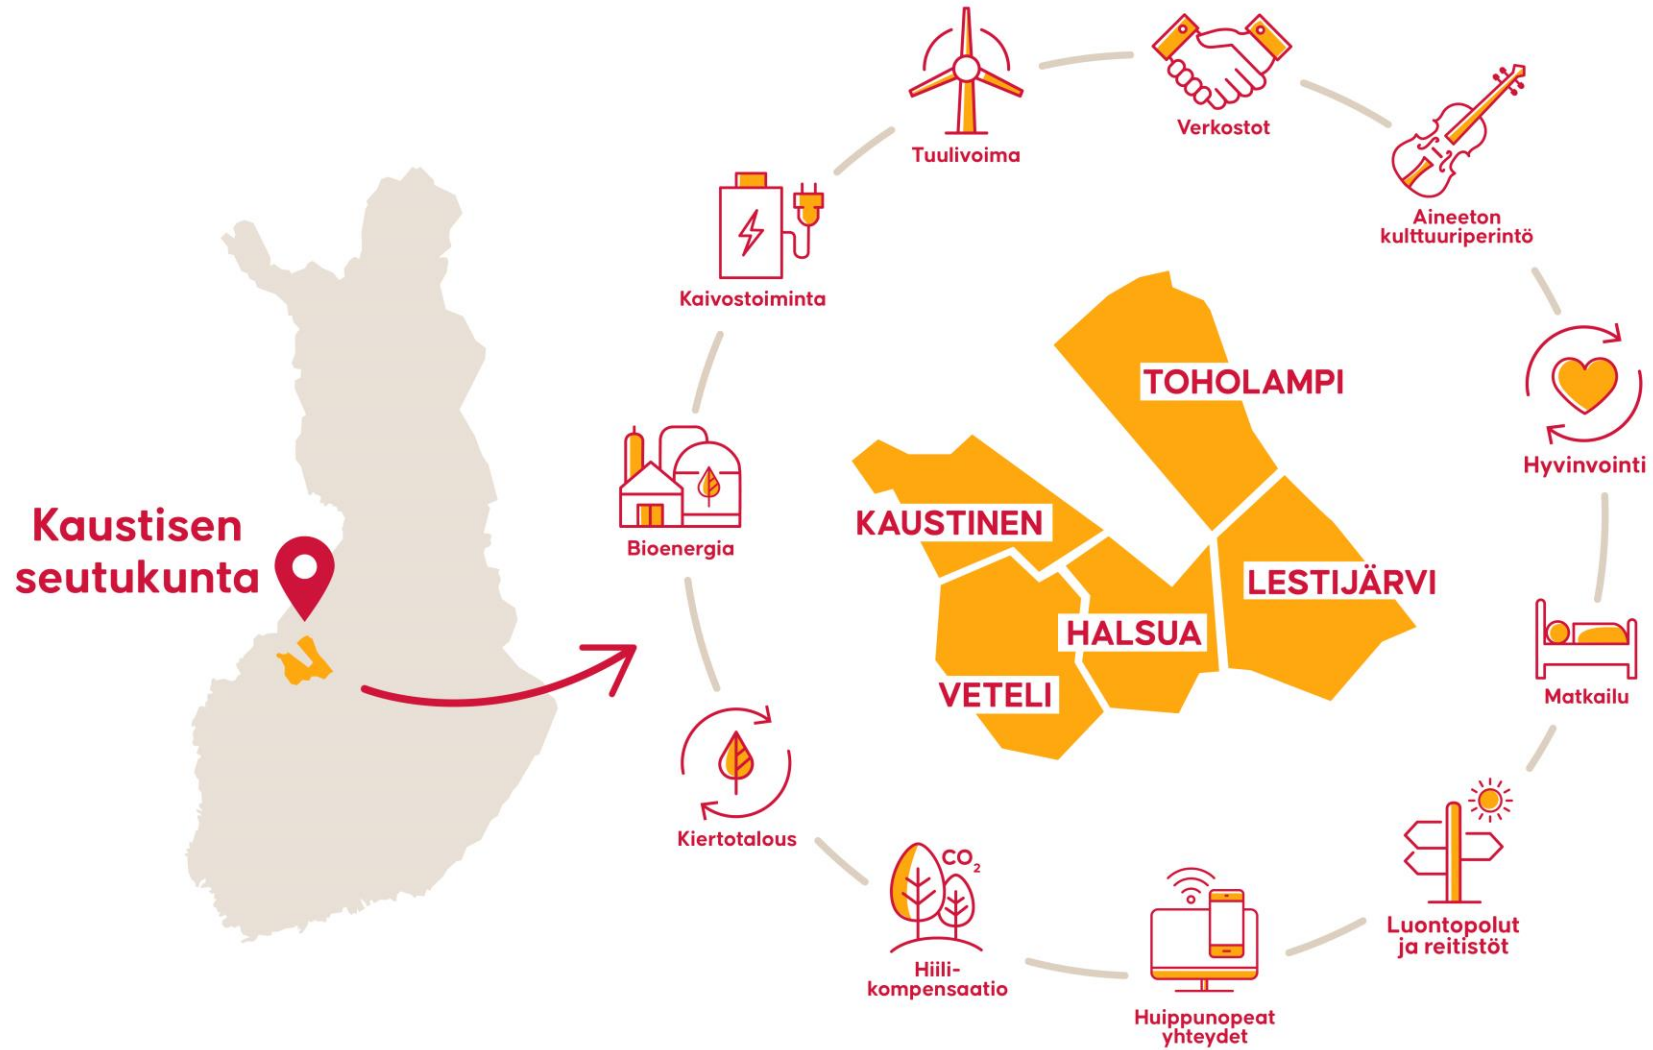 Kaustisen
seutukunta
Tuulivoima
Verkostot
Aineeton
kulttuuriperintö
Hyvinvointi
Matkailu
Luontopolut
ja reitistöt
Huippunopeat
yhteydet
CO₂
Hiili-
kompensaatio
Kiertotalous
Bioenergia
Kaivostoiminta
TOHOLAMPI
KAUSTINEN
LESTIJÄRVI
HALSUA
VETELI